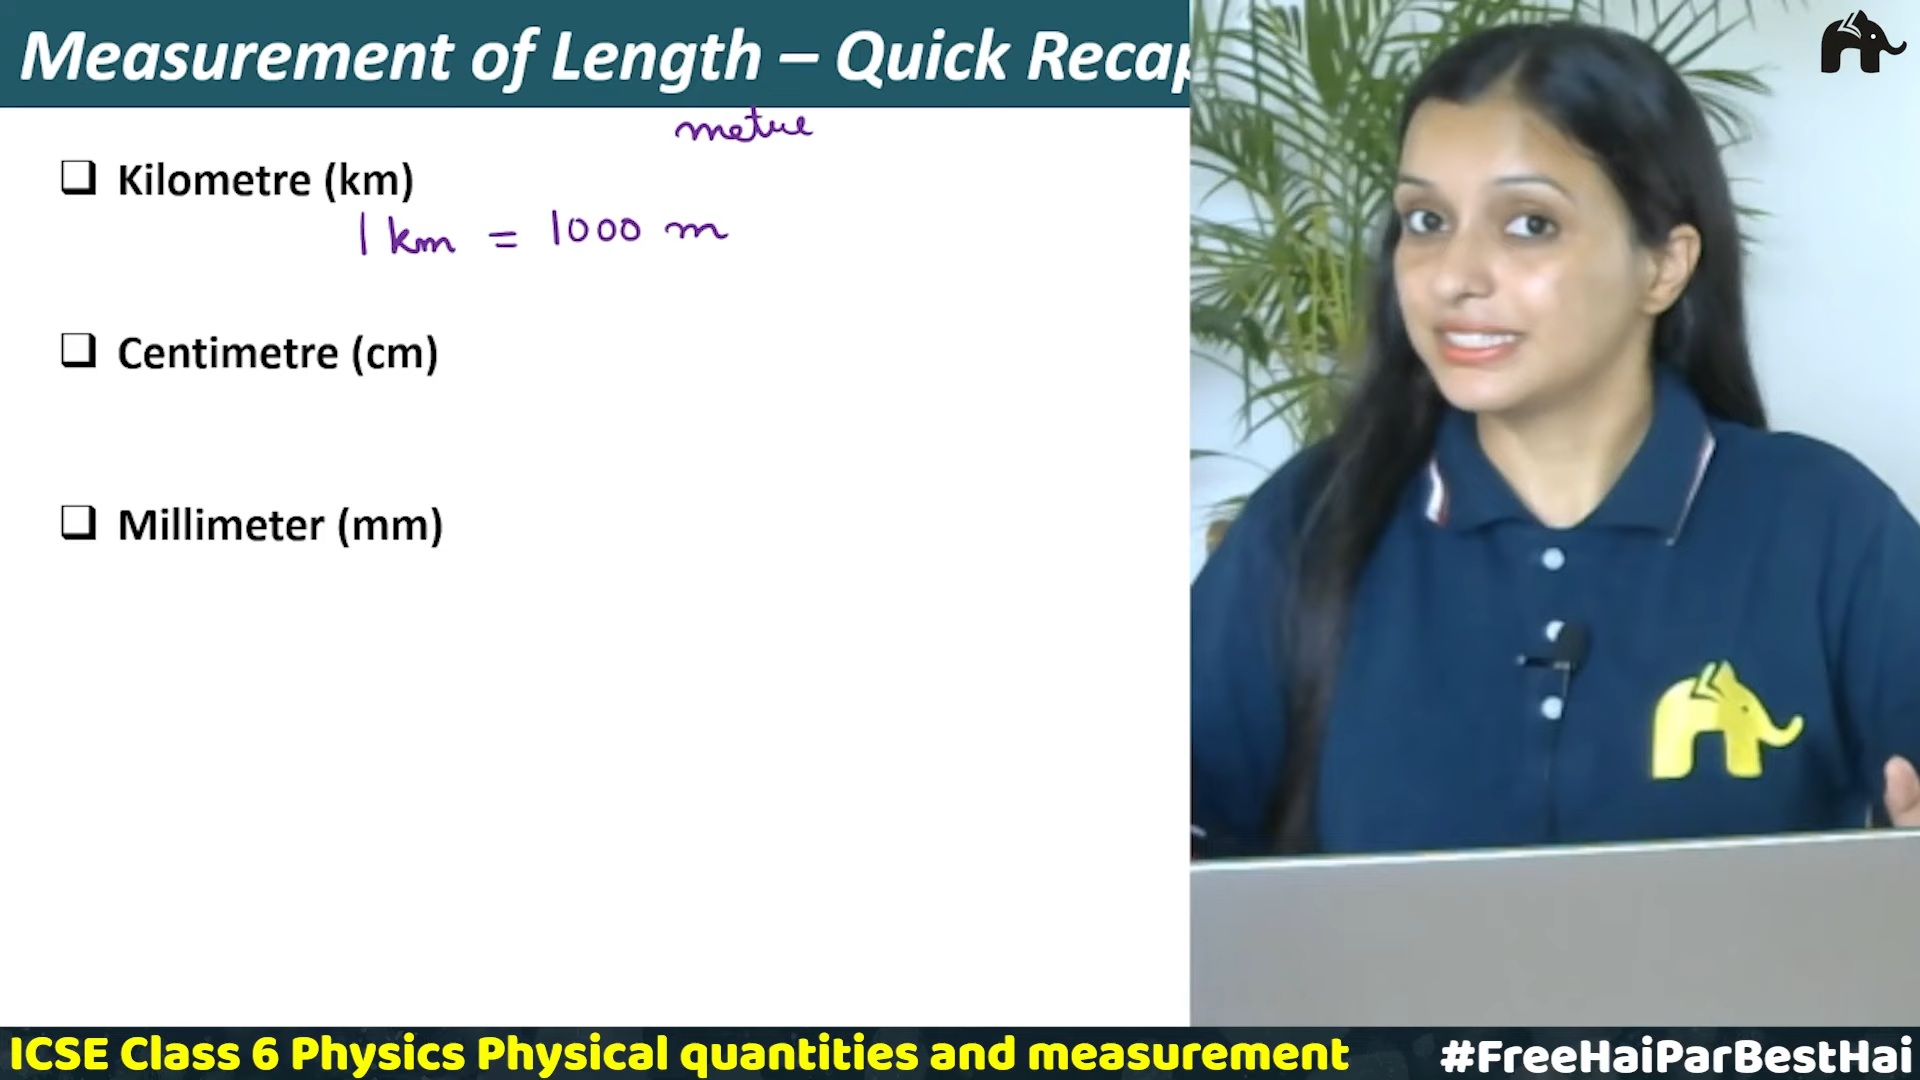 Measurement of Length – Quick Recap
metre
❑ Kilometre (km)
1 km = 1000 m
❑ Centimetre (cm)
❑ Millimeter (mm)
ICSE Class 6 Physics Physical quantities and measurement
#FreeHaiParBestHai